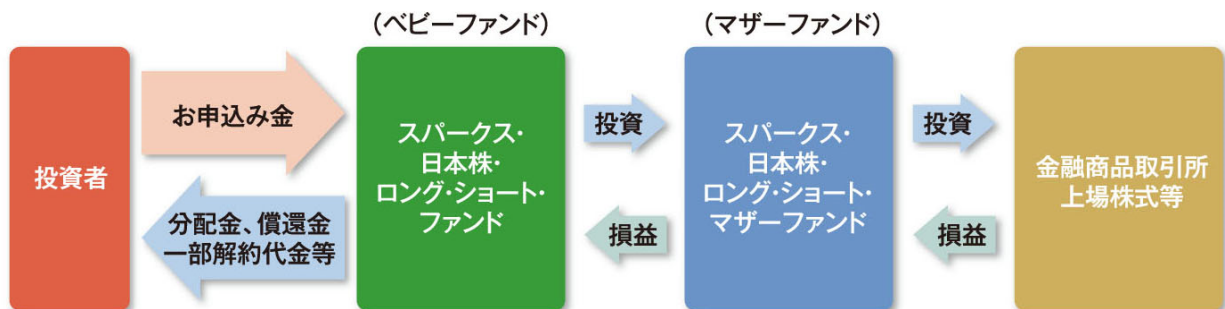 (ベビーファンド)
(マザーファンド)
投資者
お申込み金
分配金、償還金
一部解約代金等
スパークス・
日本株・
ロング・ショート・
ファンド
投資
損益
スパークス・
日本株・
ロング・ショート・
マザーファンド
投資
損益
金融商品取引所
上場株式等